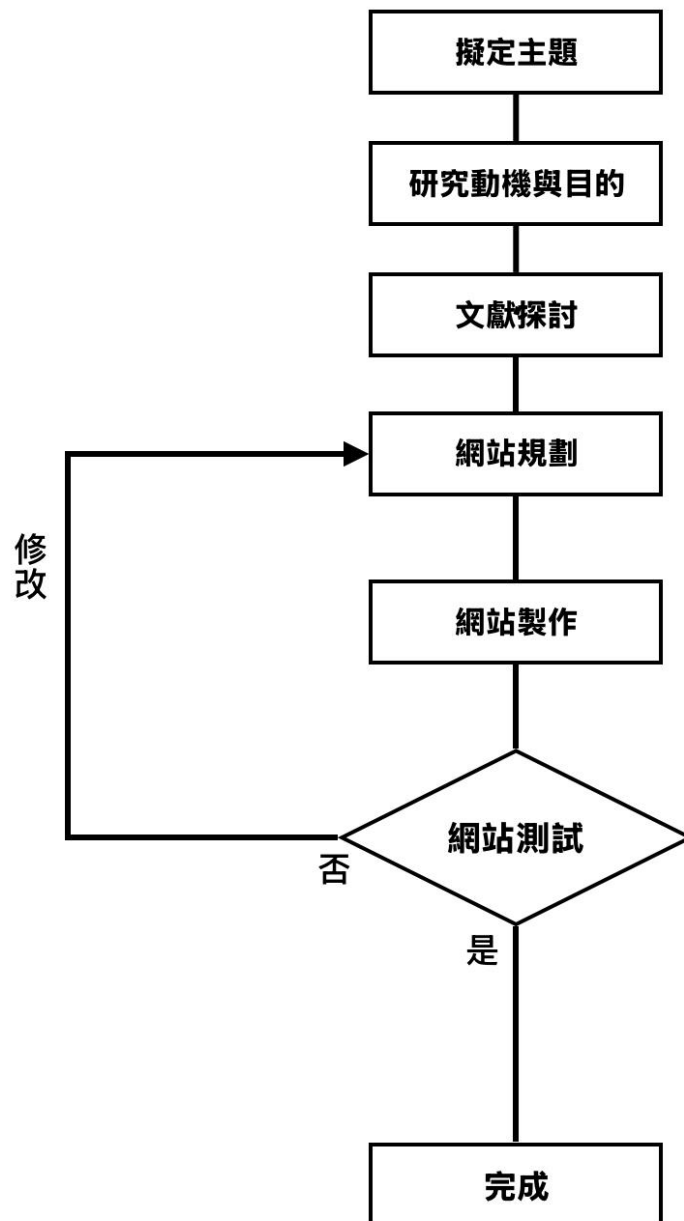 擬定主題
研究動機與目的
文獻探討
網站規劃
修改
網站製作
網站測試
否
是
完成